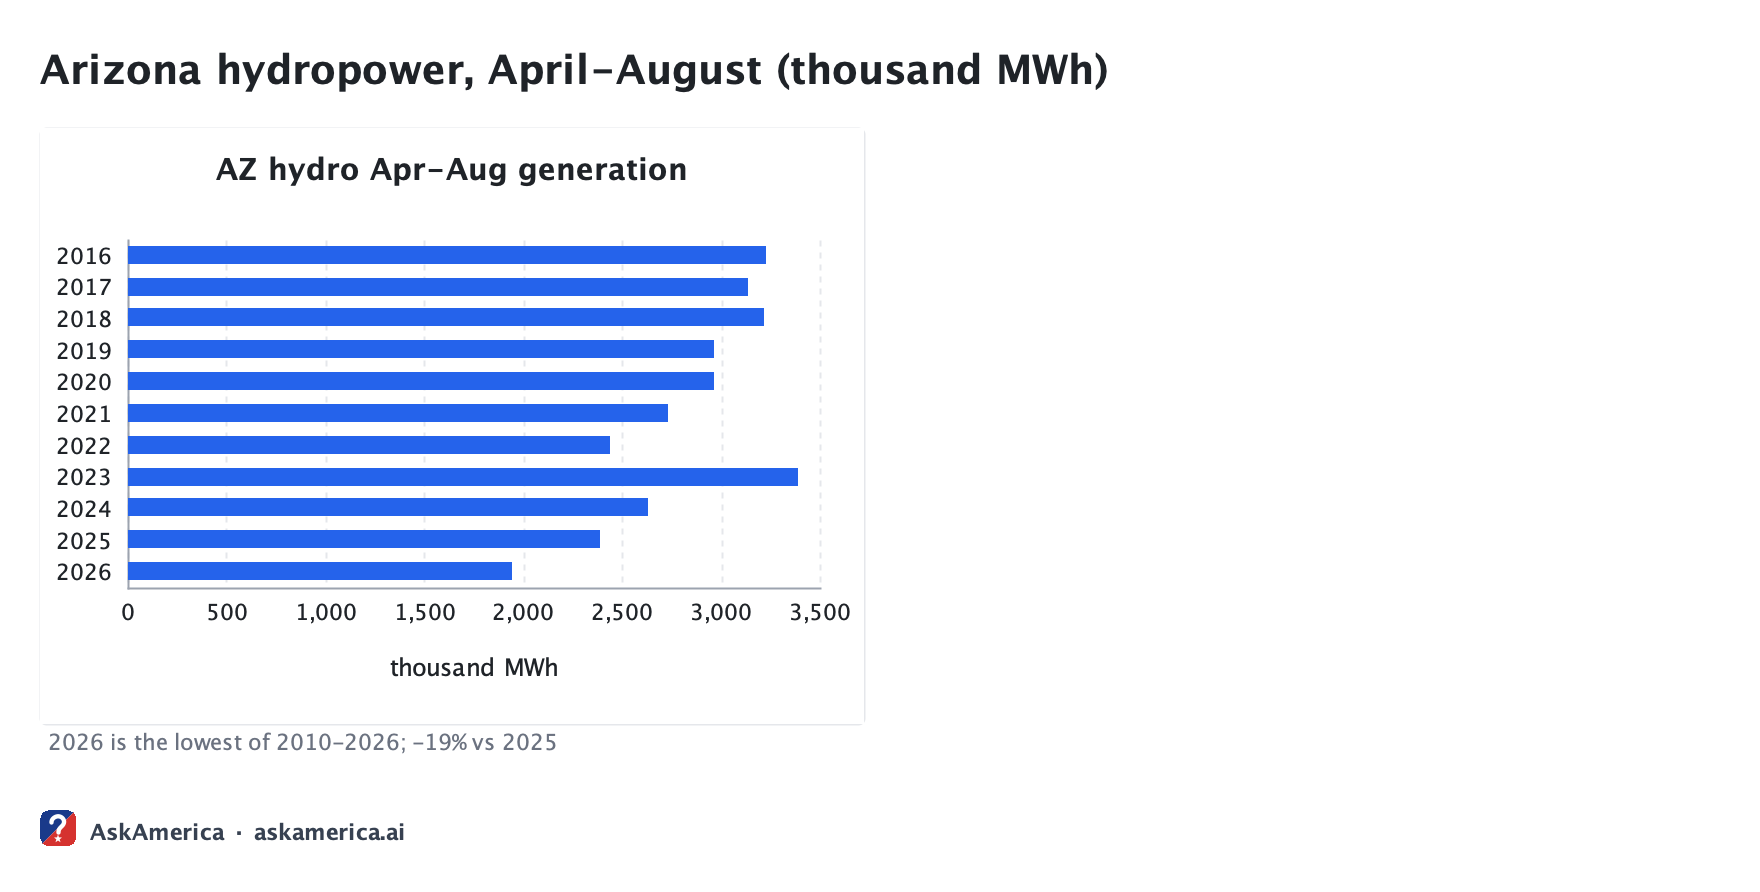 Arizona hydropower, April–August (thousand MWh)
AZ hydro Apr–Aug generation
2016
2017
2018
2019
2020
2021
2022
2023
2024
2025
2026
0 500 1,000 1,500 2,000 2,500 3,000 3,500
thousand MWh
2026 is the lowest of 2010–2026; −19% vs 2025
AskAmerica · askamerica.ai